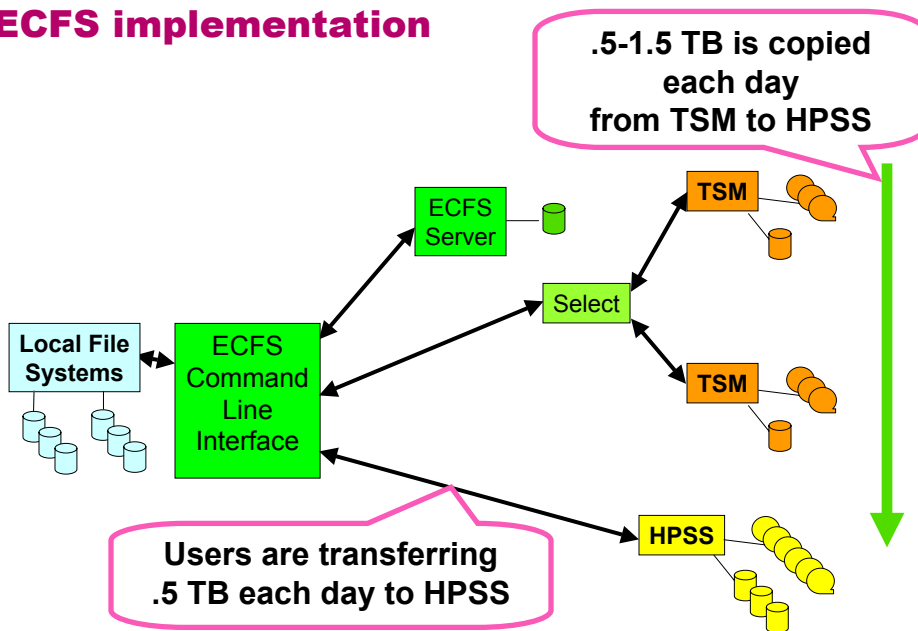 ECFS implementation
.5-1.5 TB is copied
each day
from TSM to HPSS
TSM
ECFS
Server
Select
Local File
Systems
ECFS
Command
Line
Interface
TSM
HPSS
Users are transferring
.5 TB each day to HPSS